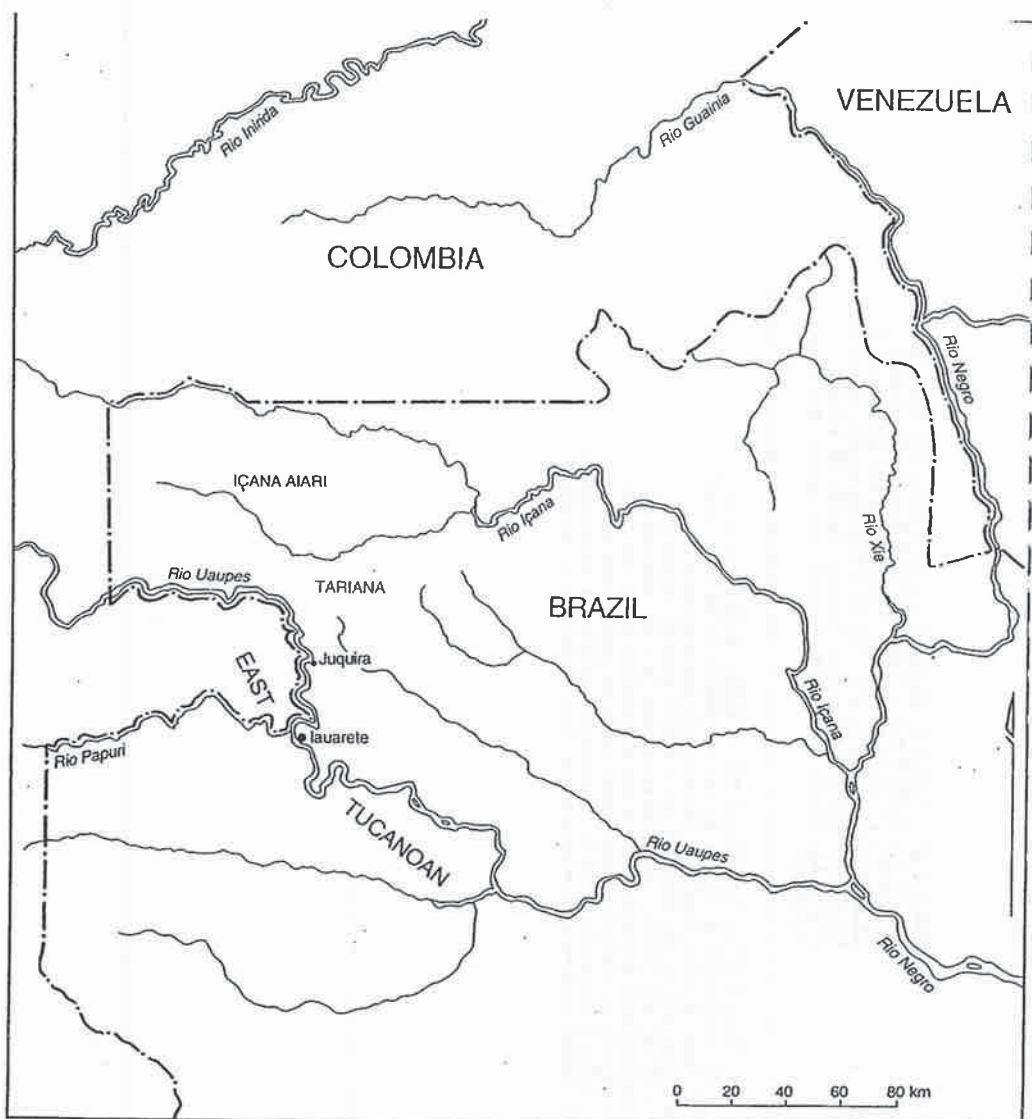 VENEZUELA
Rio Inirida
Rio Guainia
COLOMBIA
Rio Negro
IÇANA AIARI
Rio Içana
Rio Xie
Rio Uaupes
TARIANA
BRAZIL
EAST
Juquira
Rio Içana
Iauarete
Rio Papuri
TUCANOAN
Rio Uaupes
Rio Negro
0 20 40 60 80 km